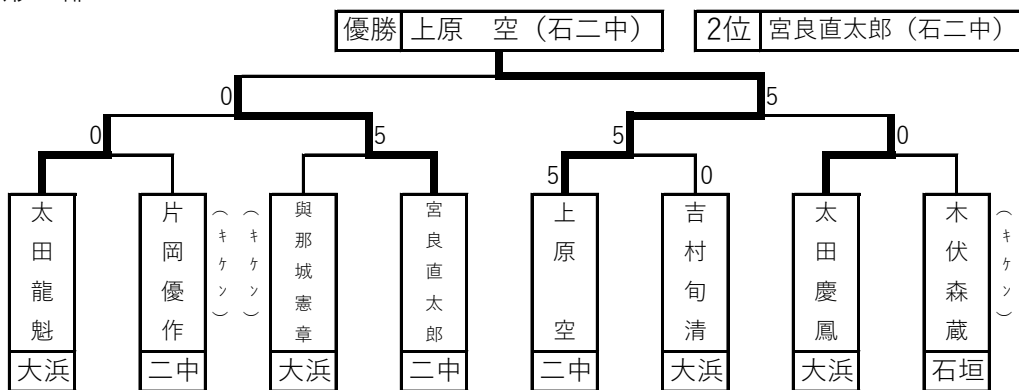 優勝 上原　空（石二中） 2位 宮良直太郎（石二中）
0 5
0 5 5 0
5 0
太田龍魁 片岡優作 （キケン） （キケン） 與那城憲章 宮良直太郎 上原　空 吉村旬清 太田慶鳳 木伏森蔵 （キケン）
大浜 二中 大浜 二中 二中 大浜 大浜 石垣